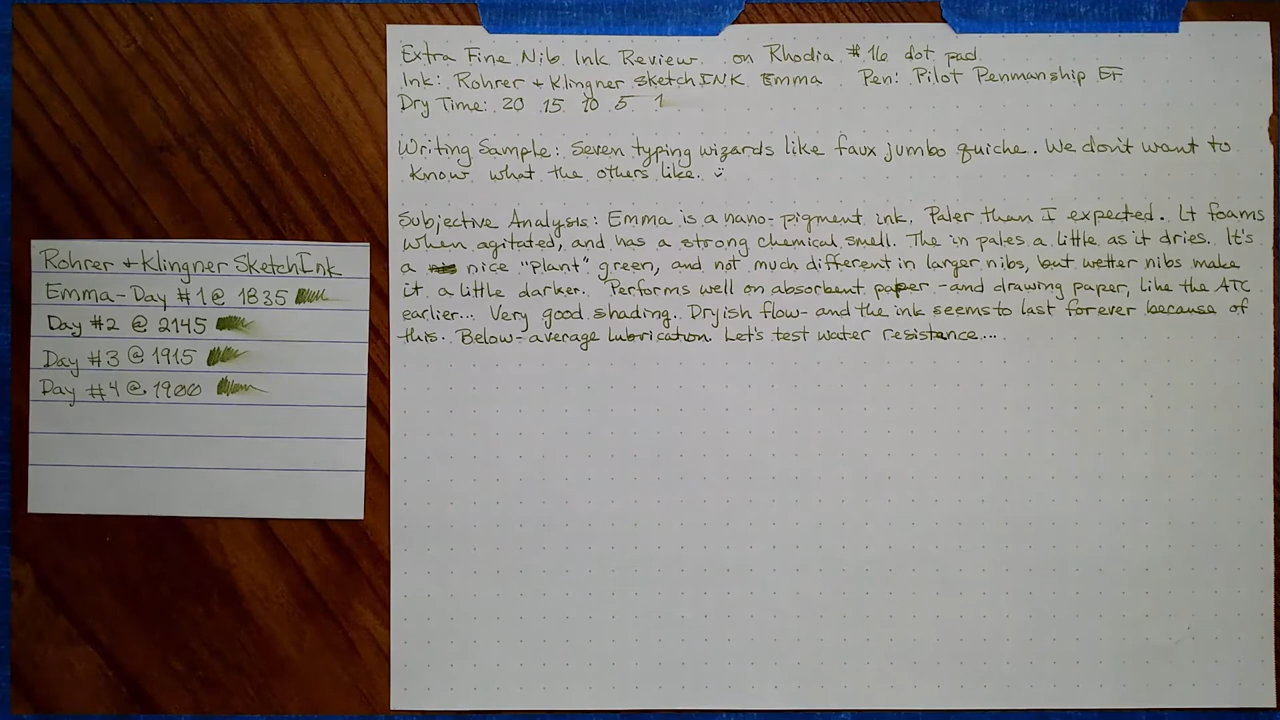 Rohrer + Klingner SketchInk
Emma-Day #1@ 1835
Day #2 @ 2145
Day #3 @ 1915
Day #4 @ 1900
Extra Fine Nib Ink Review on Rhodia #16 dot pad
Ink: Rohrer + Klingner SketchINK Emma Pen: Pilot Penmanship EF
Dry Time: 20 15 10 5 1
Writing Sample: Seven typing wizards like faux jumbo quiche. We don't want to
know what the others like. :)
Subjective Analysis: Emma is a nano-pigment ink. Paler than I expected. It foams
when agitated, and has a strong chemical smell. The in pales a little as it dries. It's
a nice "plant" green, and not much different in larger nibs, but wetter nibs make
it a little darker. Performs well on absorbent paper -and drawing paper, like the ATC
earlier... Very good shading. Dryish flow- and the ink seems to last forever because of
this. Below-average lubrication. Let's test water resistance...